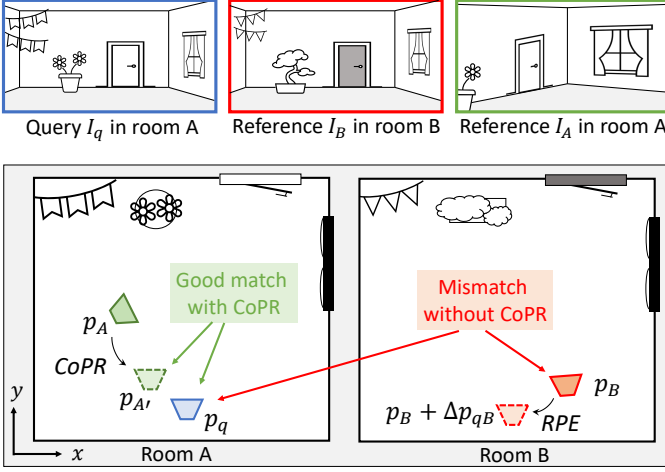 Query I_q in room A
Reference I_B in room B
Reference I_A in room A
Good match
with CoPR
Mismatch
without CoPR
p_A
CoPR
p_A'
p_q
p_B
p_B + Δp_qB
RPE
y
x
Room A
Room B